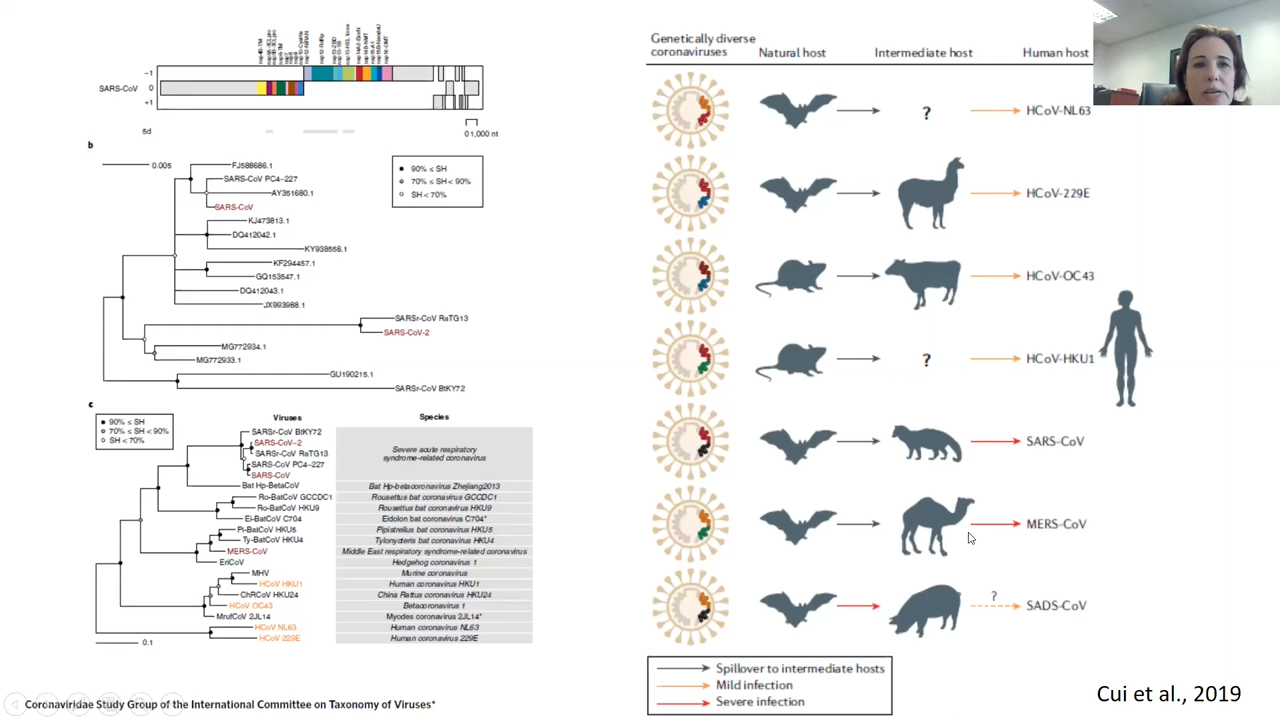 SARS-CoV
−1
0
+1
5d
0 1,000 nt
b
0.005
90% ≤ SH
70% ≤ SH < 90%
SH < 70%
FJ588686.1
SARS-CoV PC4-227
AY351680.1
SARS-CoV
KJ473813.1
DQ412042.1
KY938558.1
KF294457.1
GQ153547.1
DQ412043.1
JX993988.1
SARSr-CoV RaTG13
SARS-CoV-2
MG772934.1
MG772933.1
GU190215.1
SARSr-CoV BtKY72
c
90% ≤ SH
70% ≤ SH < 90%
SH < 70%
Viruses Species
SARSr-CoV BtKY72
SARS-CoV-2
SARSr-CoV RaTG13
SARS-CoV PC4-227
SARS-CoV
Severe acute respiratory
syndrome-related coronavirus
Bat Hp-BetaCoV Bat Hp-betacoronavirus Zhejiang2013
Ro-BatCoV GCCDC1 Rousettus bat coronavirus GCCDC1
Ro-BatCoV HKU9 Rousettus bat coronavirus HKU9
Ei-BatCoV C704 Eidolon bat coronavirus C704*
Pi-BatCoV HKU5 Pipistrellus bat coronavirus HKU5
Ty-BatCoV HKU4 Tylonycteris bat coronavirus HKU4
MERS-CoV Middle East respiratory syndrome-related coronavirus
EriCoV Hedgehog coronavirus 1
MHV Murine coronavirus
HCoV HKU1 Human coronavirus HKU1
ChRCoV HKU24 China Rattus coronavirus HKU24
HCoV OC43 Betacoronavirus 1
MrufCoV 2JL14 Myodes coronavirus 2JL14*
HCoV NL63 Human coronavirus NL63
HCoV 229E Human coronavirus 229E
0.1
Coronaviridae Study Group of the International Committee on Taxonomy of Viruses*
Genetically diverse
coronaviruses
Natural host
Intermediate host
Human host
? HCoV-NL63
HCoV-229E
HCoV-OC43
? HCoV-HKU1
SARS-CoV
MERS-CoV
? SADS-CoV
Spillover to intermediate hosts
Mild infection
Severe infection
Cui et al., 2019